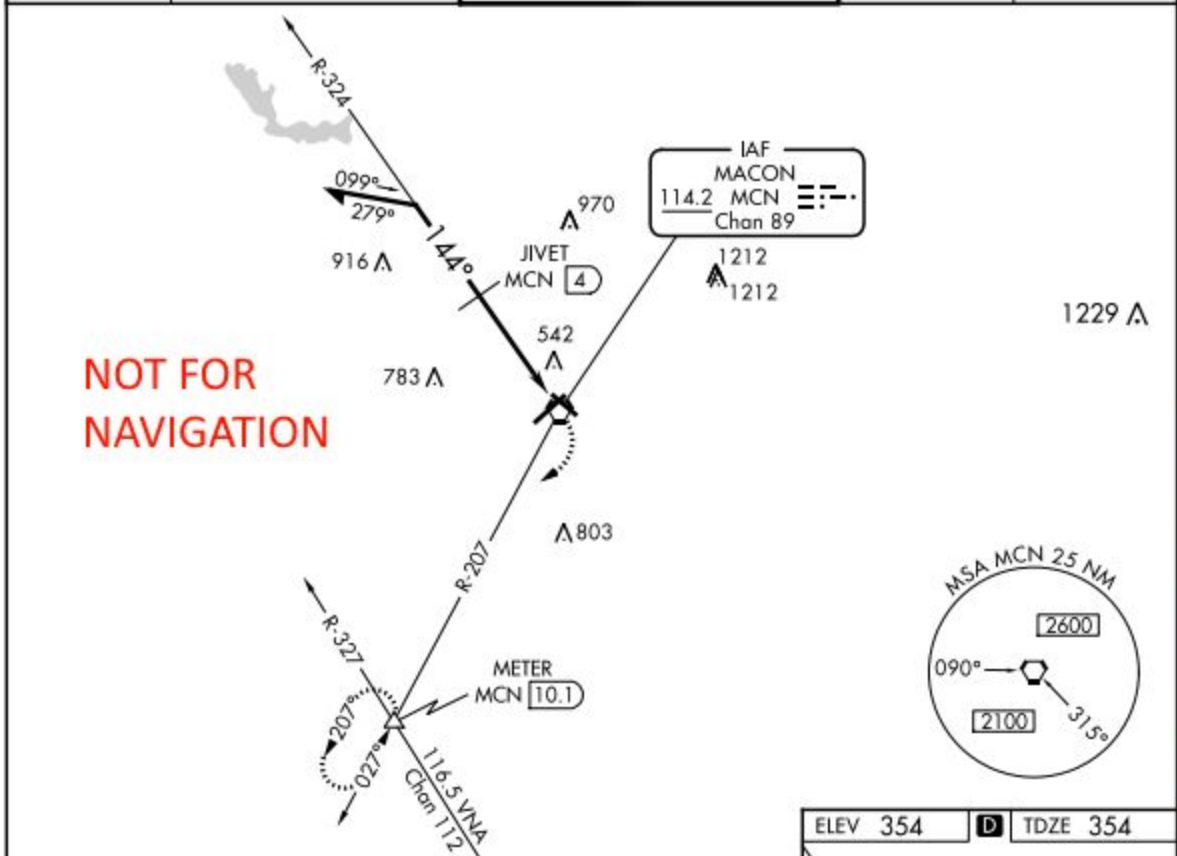 R-324
IAF
MACON
114.2 MCN
Chan 89
099°
279°
970
144°
JIVET
MCN 4
916
1212
1212
1229
542
NOT FOR
NAVIGATION
783
803
R-207
MSA MCN 25 NM
2600
090°
2100
315°
R-327
METER
MCN 10.1
207°
027°
116.5 VNA
Chan 112
ELEV 354 D TDZE 354